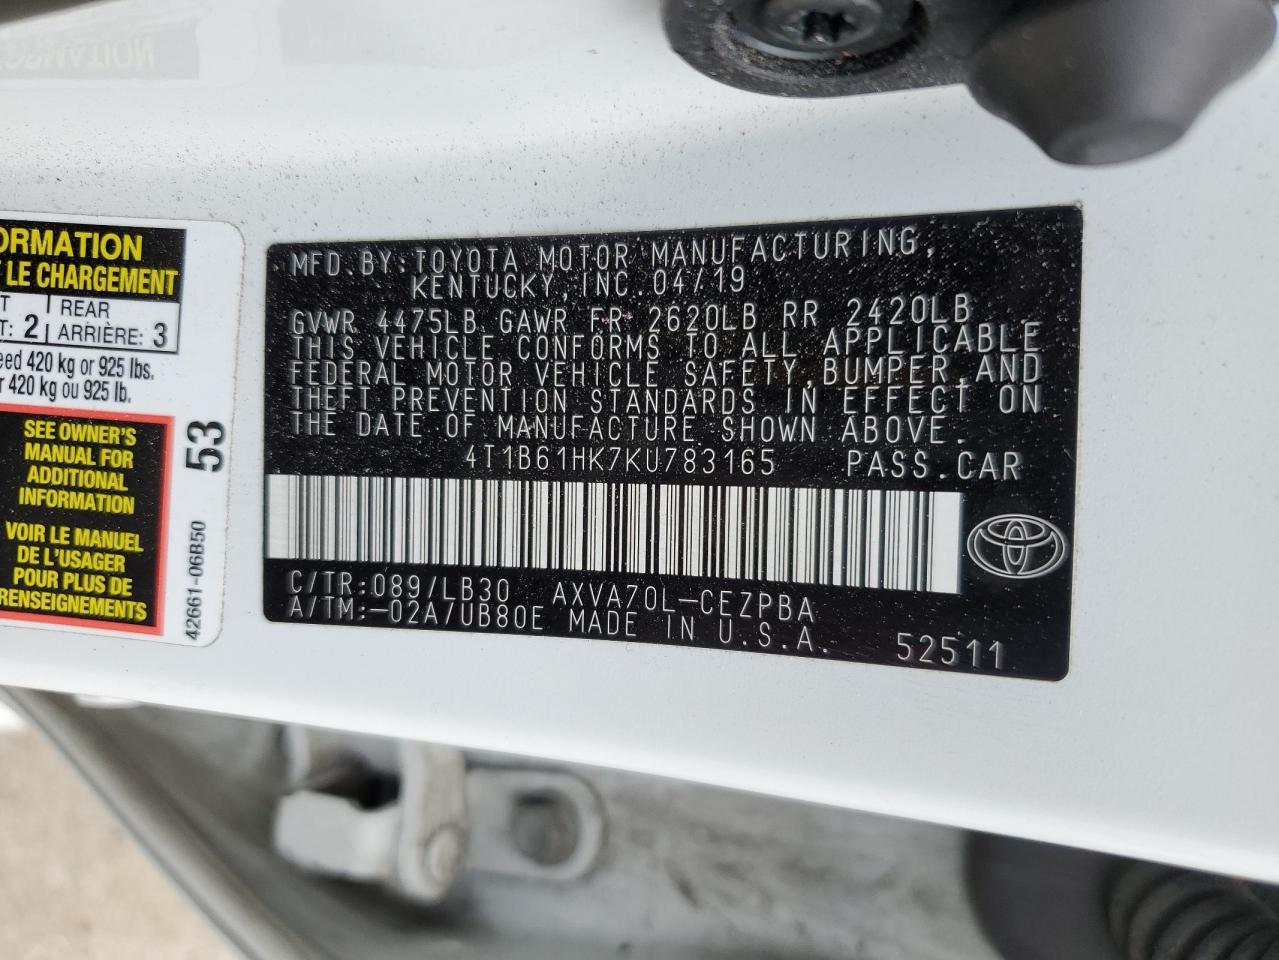 ORMATION
LE CHARGEMENT
T REAR
T: 2 ARRIÈRE: 3
eed 420 kg or 925 lbs.
r 420 kg ou 925 lb.
SEE OWNER'S
MANUAL FOR
ADDITIONAL
INFORMATION
VOIR LE MANUEL
DE L'USAGER
POUR PLUS DE
RENSEIGNEMENTS
53
42661-06B50
MFD.BY:TOYOTA MOTOR MANUFACTURING,
KENTUCKY, INC. 04/19
GVWR 4475LB GAWR FR 2620LB RR 2420LB
THIS VEHICLE CONFORMS TO ALL APPLICABLE
FEDERAL MOTOR VEHICLE SAFETY,BUMPER,AND
THEFT PREVENTION STANDARDS IN EFFECT ON
THE DATE OF MANUFACTURE SHOWN ABOVE.
4T1B61HK7KU783165 PASS.CAR
C/TR:089/LB30 AXVA70L-CEZPBA
A/TM:-02A/UB80E MADE IN U.S.A. 52511